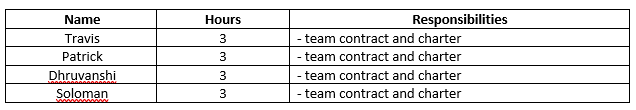 Name Hours Responsibilities
Travis 3 - team contract and charter
Patrick 3 - team contract and charter
Dhruvanshi 3 - team contract and charter
Soloman 3 - team contract and charter